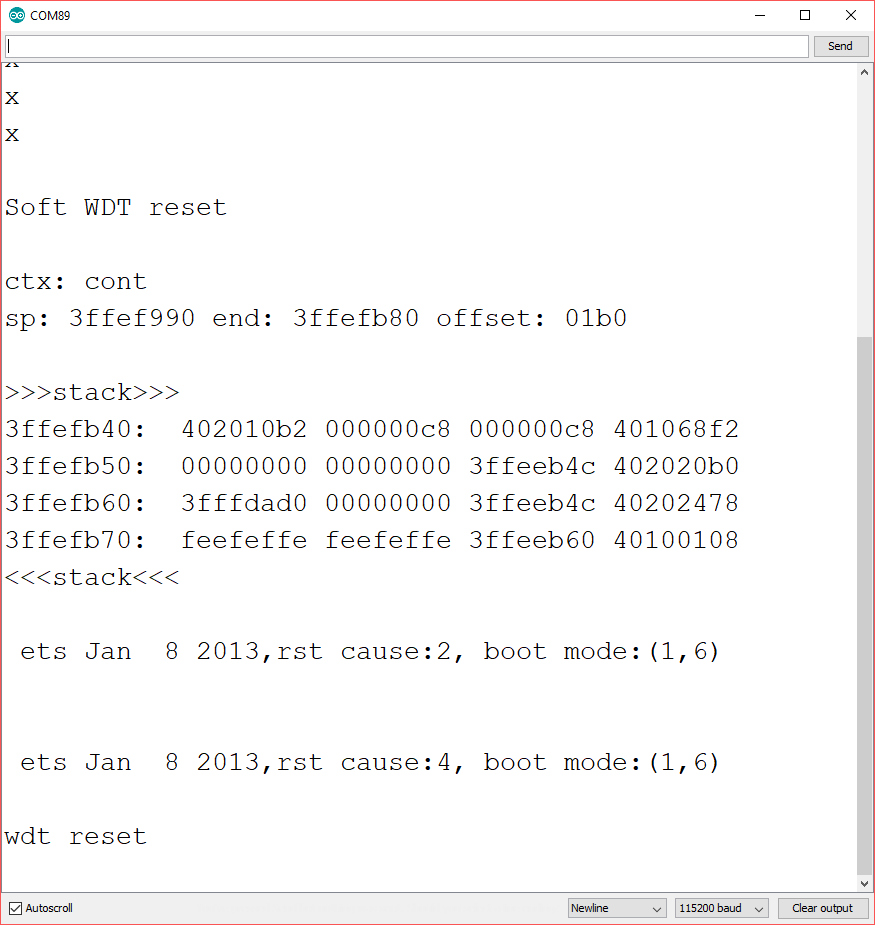 COM89
Send
x
x
x
Soft WDT reset
ctx: cont
sp: 3ffef990 end: 3ffefb80 offset: 01b0
>>>stack>>>
3ffefb40:  402010b2 000000c8 000000c8 401068f2
3ffefb50:  00000000 00000000 3ffeeb4c 402020b0
3ffefb60:  3fffdad0 00000000 3ffeeb4c 40202478
3ffefb70:  feefeffe feefeffe 3ffeeb60 40100108
<<<stack<<<
 ets Jan  8 2013,rst cause:2, boot mode:(1,6)
 ets Jan  8 2013,rst cause:4, boot mode:(1,6)
wdt reset
Autoscroll Newline 115200 baud Clear output